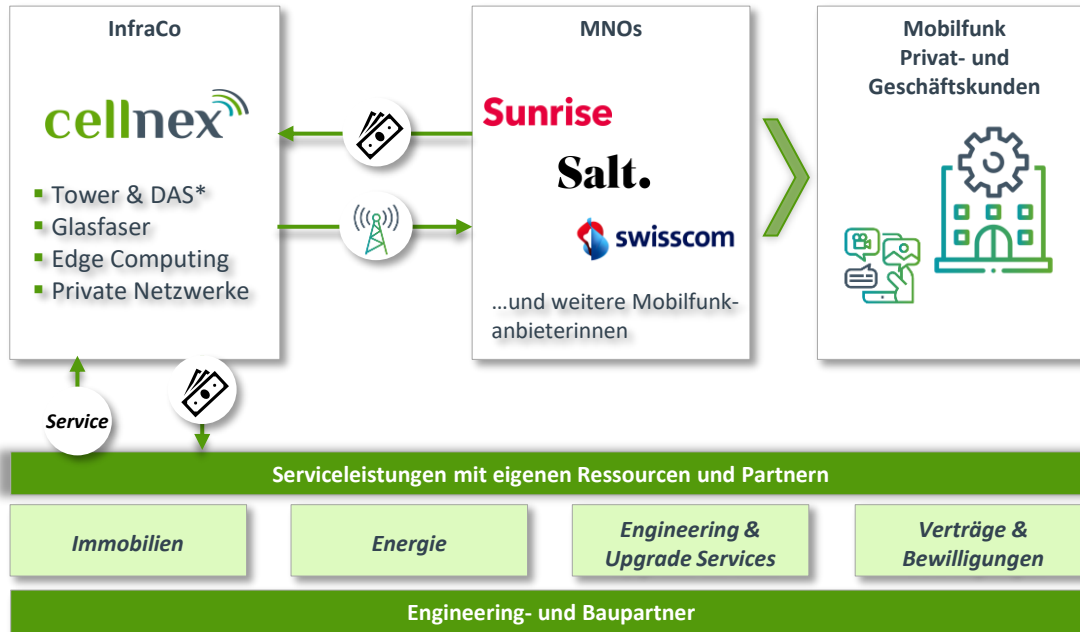 InfraCo
cellnex
Tower & DAS*
Glasfaser
Edge Computing
Private Netzwerke
MNOs
Sunrise
Salt.
swisscom
...und weitere Mobilfunk-
anbieterinnen
Mobilfunk
Privat- und
Geschäftskunden
Service
Serviceleistungen mit eigenen Ressourcen und Partnern
Immobilien
Energie
Engineering &
Upgrade Services
Verträge &
Bewilligungen
Engineering- und Baupartner